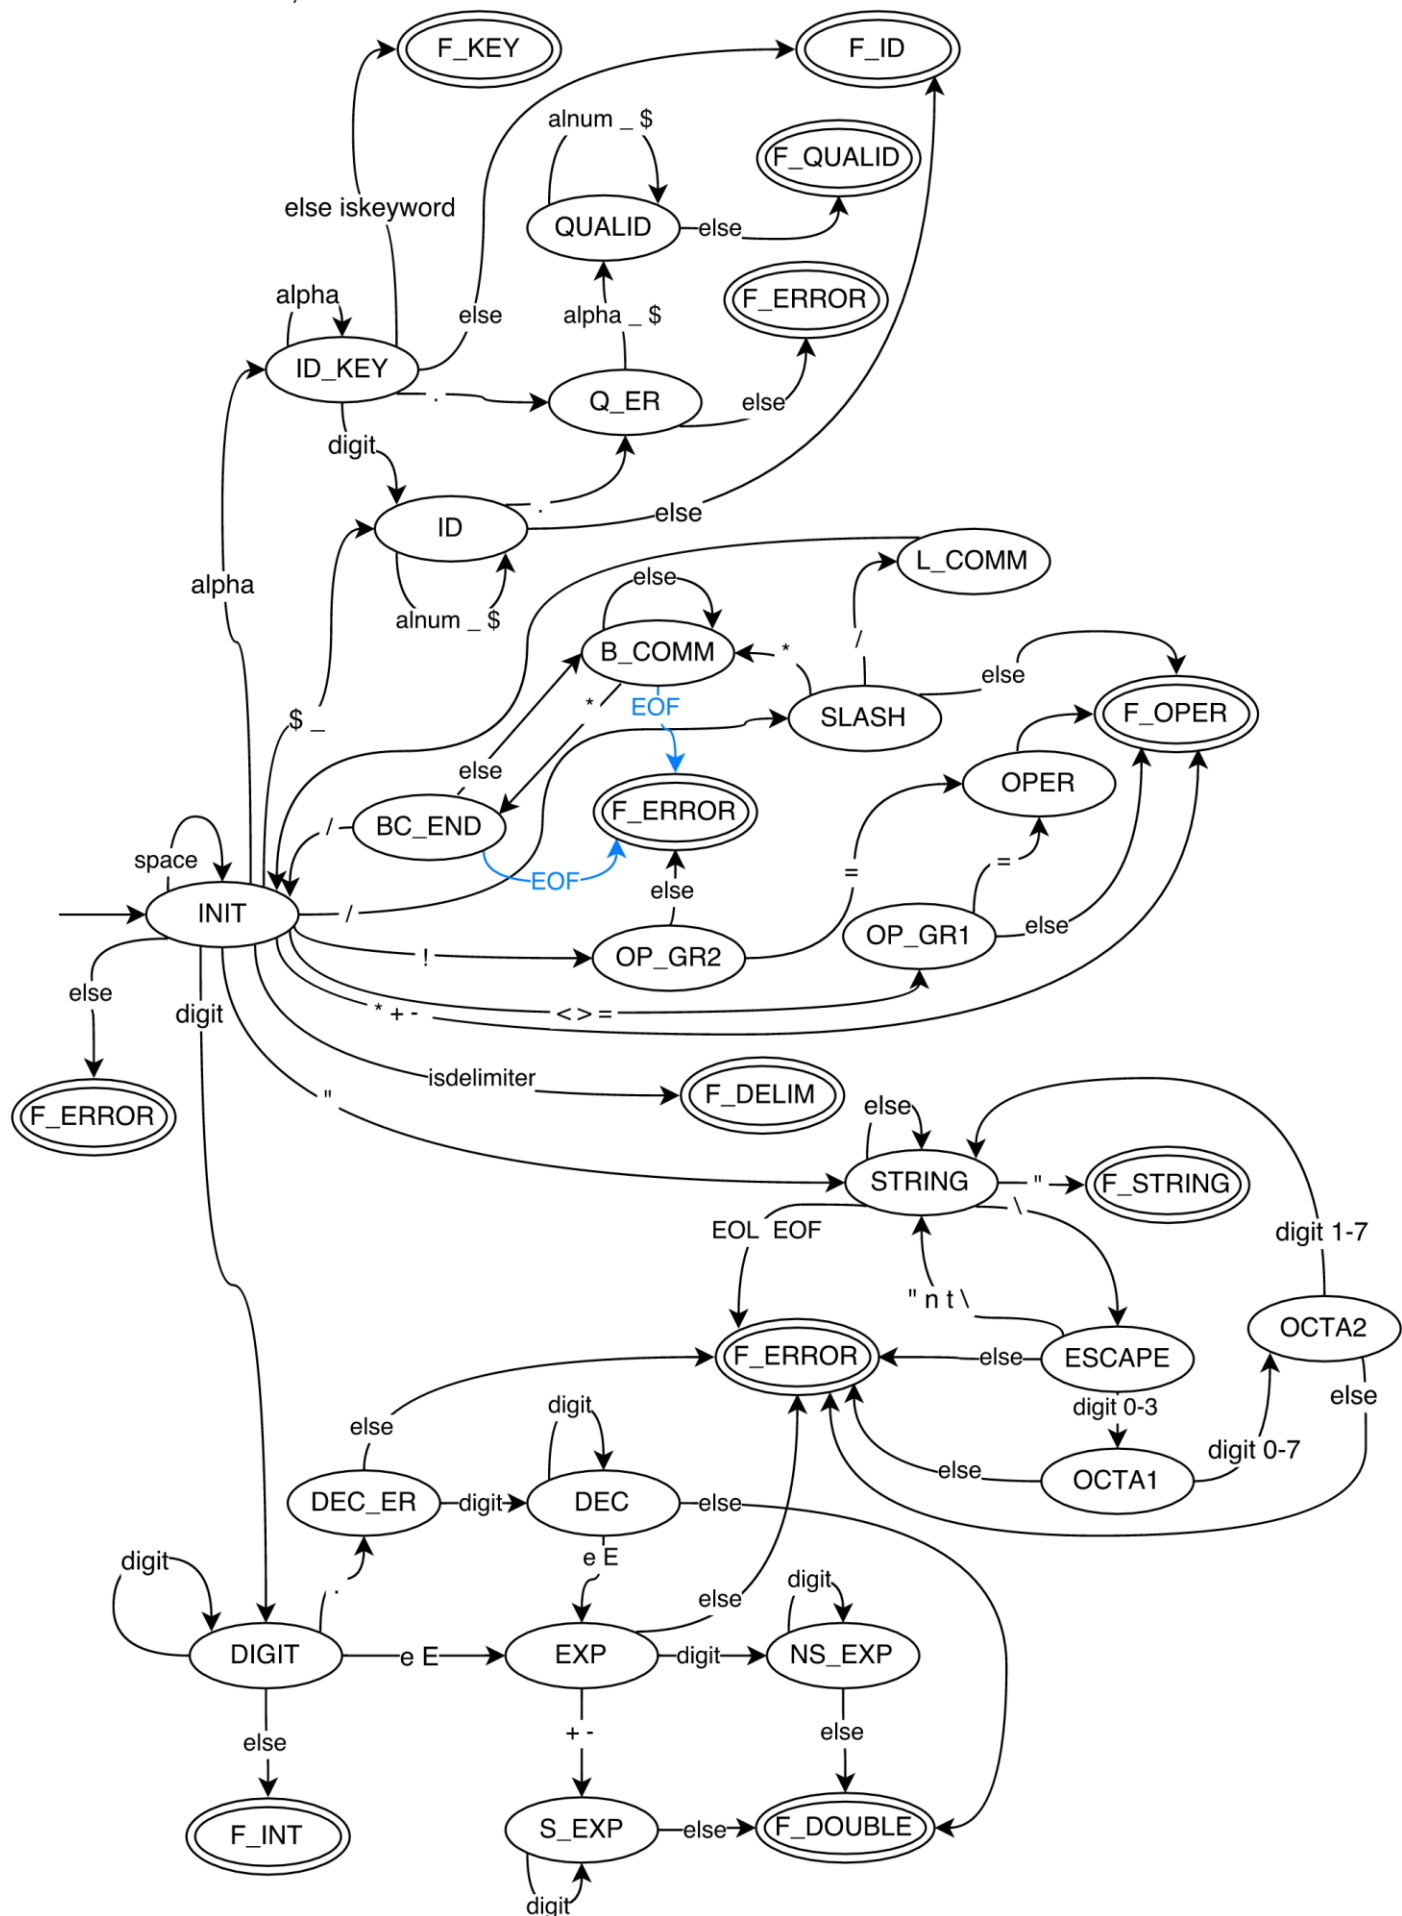 F_KEY
F_ID
alnum _ $
F_QUALID
else iskeyword
QUALID
else
alpha
else
alpha _ $
F_ERROR
ID_KEY
.
Q_ER
else
digit
.
ID
else
alpha
alnum _ $
L_COMM
else
B_COMM
*
/
else
$ _
*
EOF
SLASH
F_OPER
else
OPER
F_ERROR
/
BC_END
space
EOF
else
=
=
INIT
/
OP_GR2
OP_GR1
else
!
else
digit
* + -
< > =
isdelimiter
F_DELIM
F_ERROR
"
else
STRING
"
F_STRING
\
EOL EOF
digit 1-7
" n t \
OCTA2
F_ERROR
else
ESCAPE
else
digit 0-3
digit
else
digit 0-7
else
OCTA1
DEC_ER
digit
DEC
else
e E
digit
.
digit
else
DIGIT
e E
EXP
digit
NS_EXP
+ -
else
else
F_INT
S_EXP
else
F_DOUBLE
digit